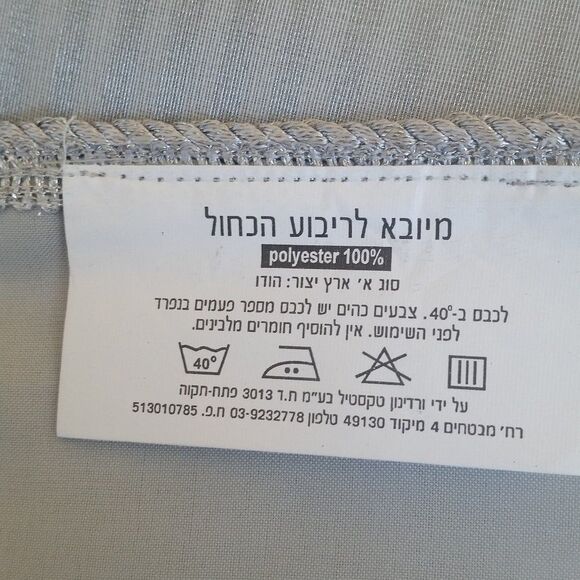 מיובא לריבוע הכחול
polyester 100%
סוג א׳ ארץ יצור: הודו
לכבס ב-40°. צבעים כהים יש לכבס מספר פעמים בנפרד
לפני השימוש. אין להוסיף חומרים מלבינים.
40°
על ידי ורדינון טקסטיל בע״מ ת.ד 3013 פתח-תקוה
רח׳ מבטחים 4 מיקוד 49130 טלפון 03-9232778 ח.פ. 513010785